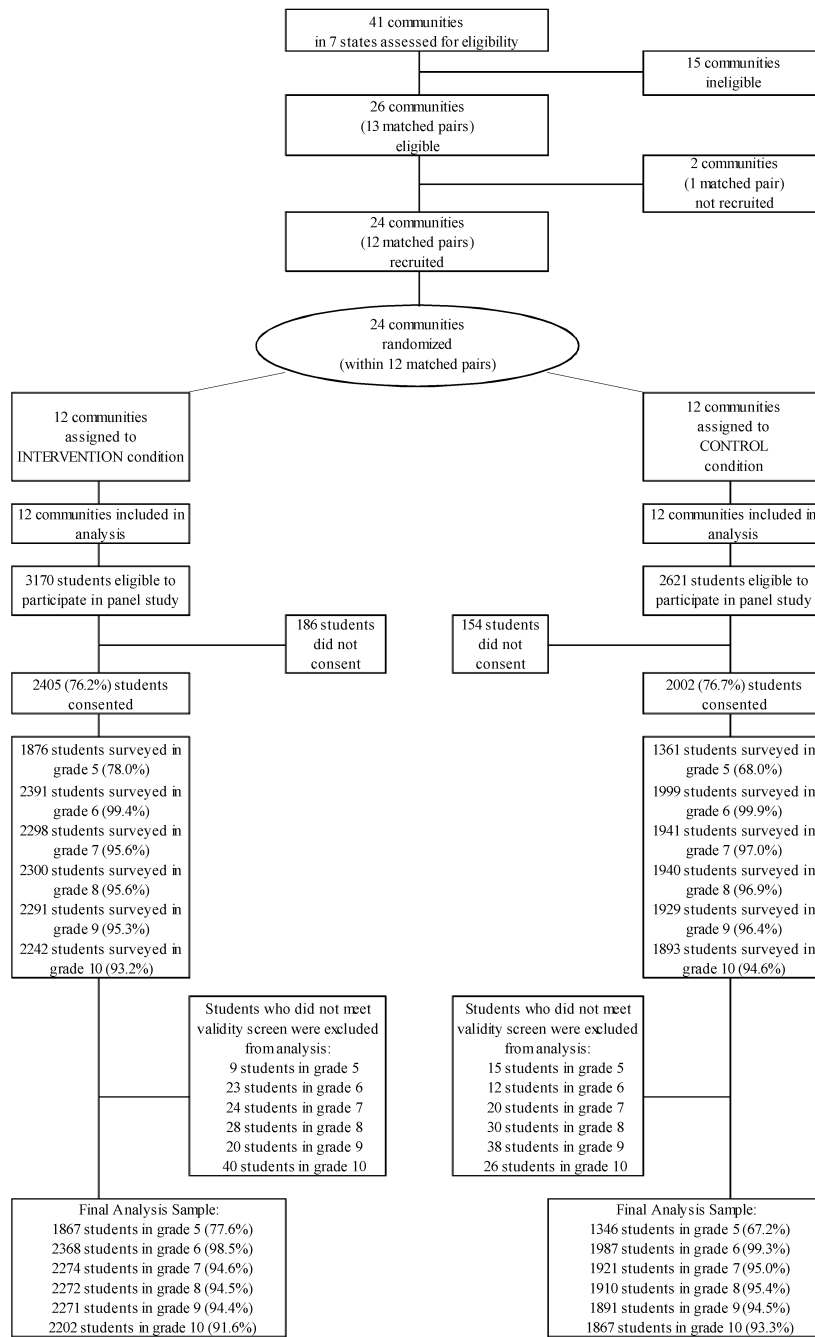 41 communities
in 7 states assessed for eligibility
15 communities
ineligible
26 communities
(13 matched pairs)
eligible
2 communities
(1 matched pair)
not recruited
24 communities
(12 matched pairs)
recruited
24 communities
randomized
(within 12 matched pairs)
12 communities
assigned to
INTERVENTION condition
12 communities
assigned to
CONTROL
condition
12 communities included in
analysis
12 communities included in
analysis
3170 students eligible to
participate in panel study
2621 students eligible to
participate in panel study
186 students
did not
consent
154 students
did not
consent
2405 (76.2%) students
consented
2002 (76.7%) students
consented
1876 students surveyed in
grade 5 (78.0%)
2391 students surveyed in
grade 6 (99.4%)
2298 students surveyed in
grade 7 (95.6%)
2300 students surveyed in
grade 8 (95.6%)
2291 students surveyed in
grade 9 (95.3%)
2242 students surveyed in
grade 10 (93.2%)
1361 students surveyed in
grade 5 (68.0%)
1999 students surveyed in
grade 6 (99.9%)
1941 students surveyed in
grade 7 (97.0%)
1940 students surveyed in
grade 8 (96.9%)
1929 students surveyed in
grade 9 (96.4%)
1893 students surveyed in
grade 10 (94.6%)
Students who did not meet
validity screen were excluded
from analysis:
9 students in grade 5
23 students in grade 6
24 students in grade 7
28 students in grade 8
20 students in grade 9
40 students in grade 10
Students who did not meet
validity screen were excluded
from analysis:
15 students in grade 5
12 students in grade 6
20 students in grade 7
30 students in grade 8
38 students in grade 9
26 students in grade 10
Final Analysis Sample:
1867 students in grade 5 (77.6%)
2368 students in grade 6 (98.5%)
2274 students in grade 7 (94.6%)
2272 students in grade 8 (94.5%)
2271 students in grade 9 (94.4%)
2202 students in grade 10 (91.6%)
Final Analysis Sample:
1346 students in grade 5 (67.2%)
1987 students in grade 6 (99.3%)
1921 students in grade 7 (95.0%)
1910 students in grade 8 (95.4%)
1891 students in grade 9 (94.5%)
1867 students in grade 10 (93.3%)